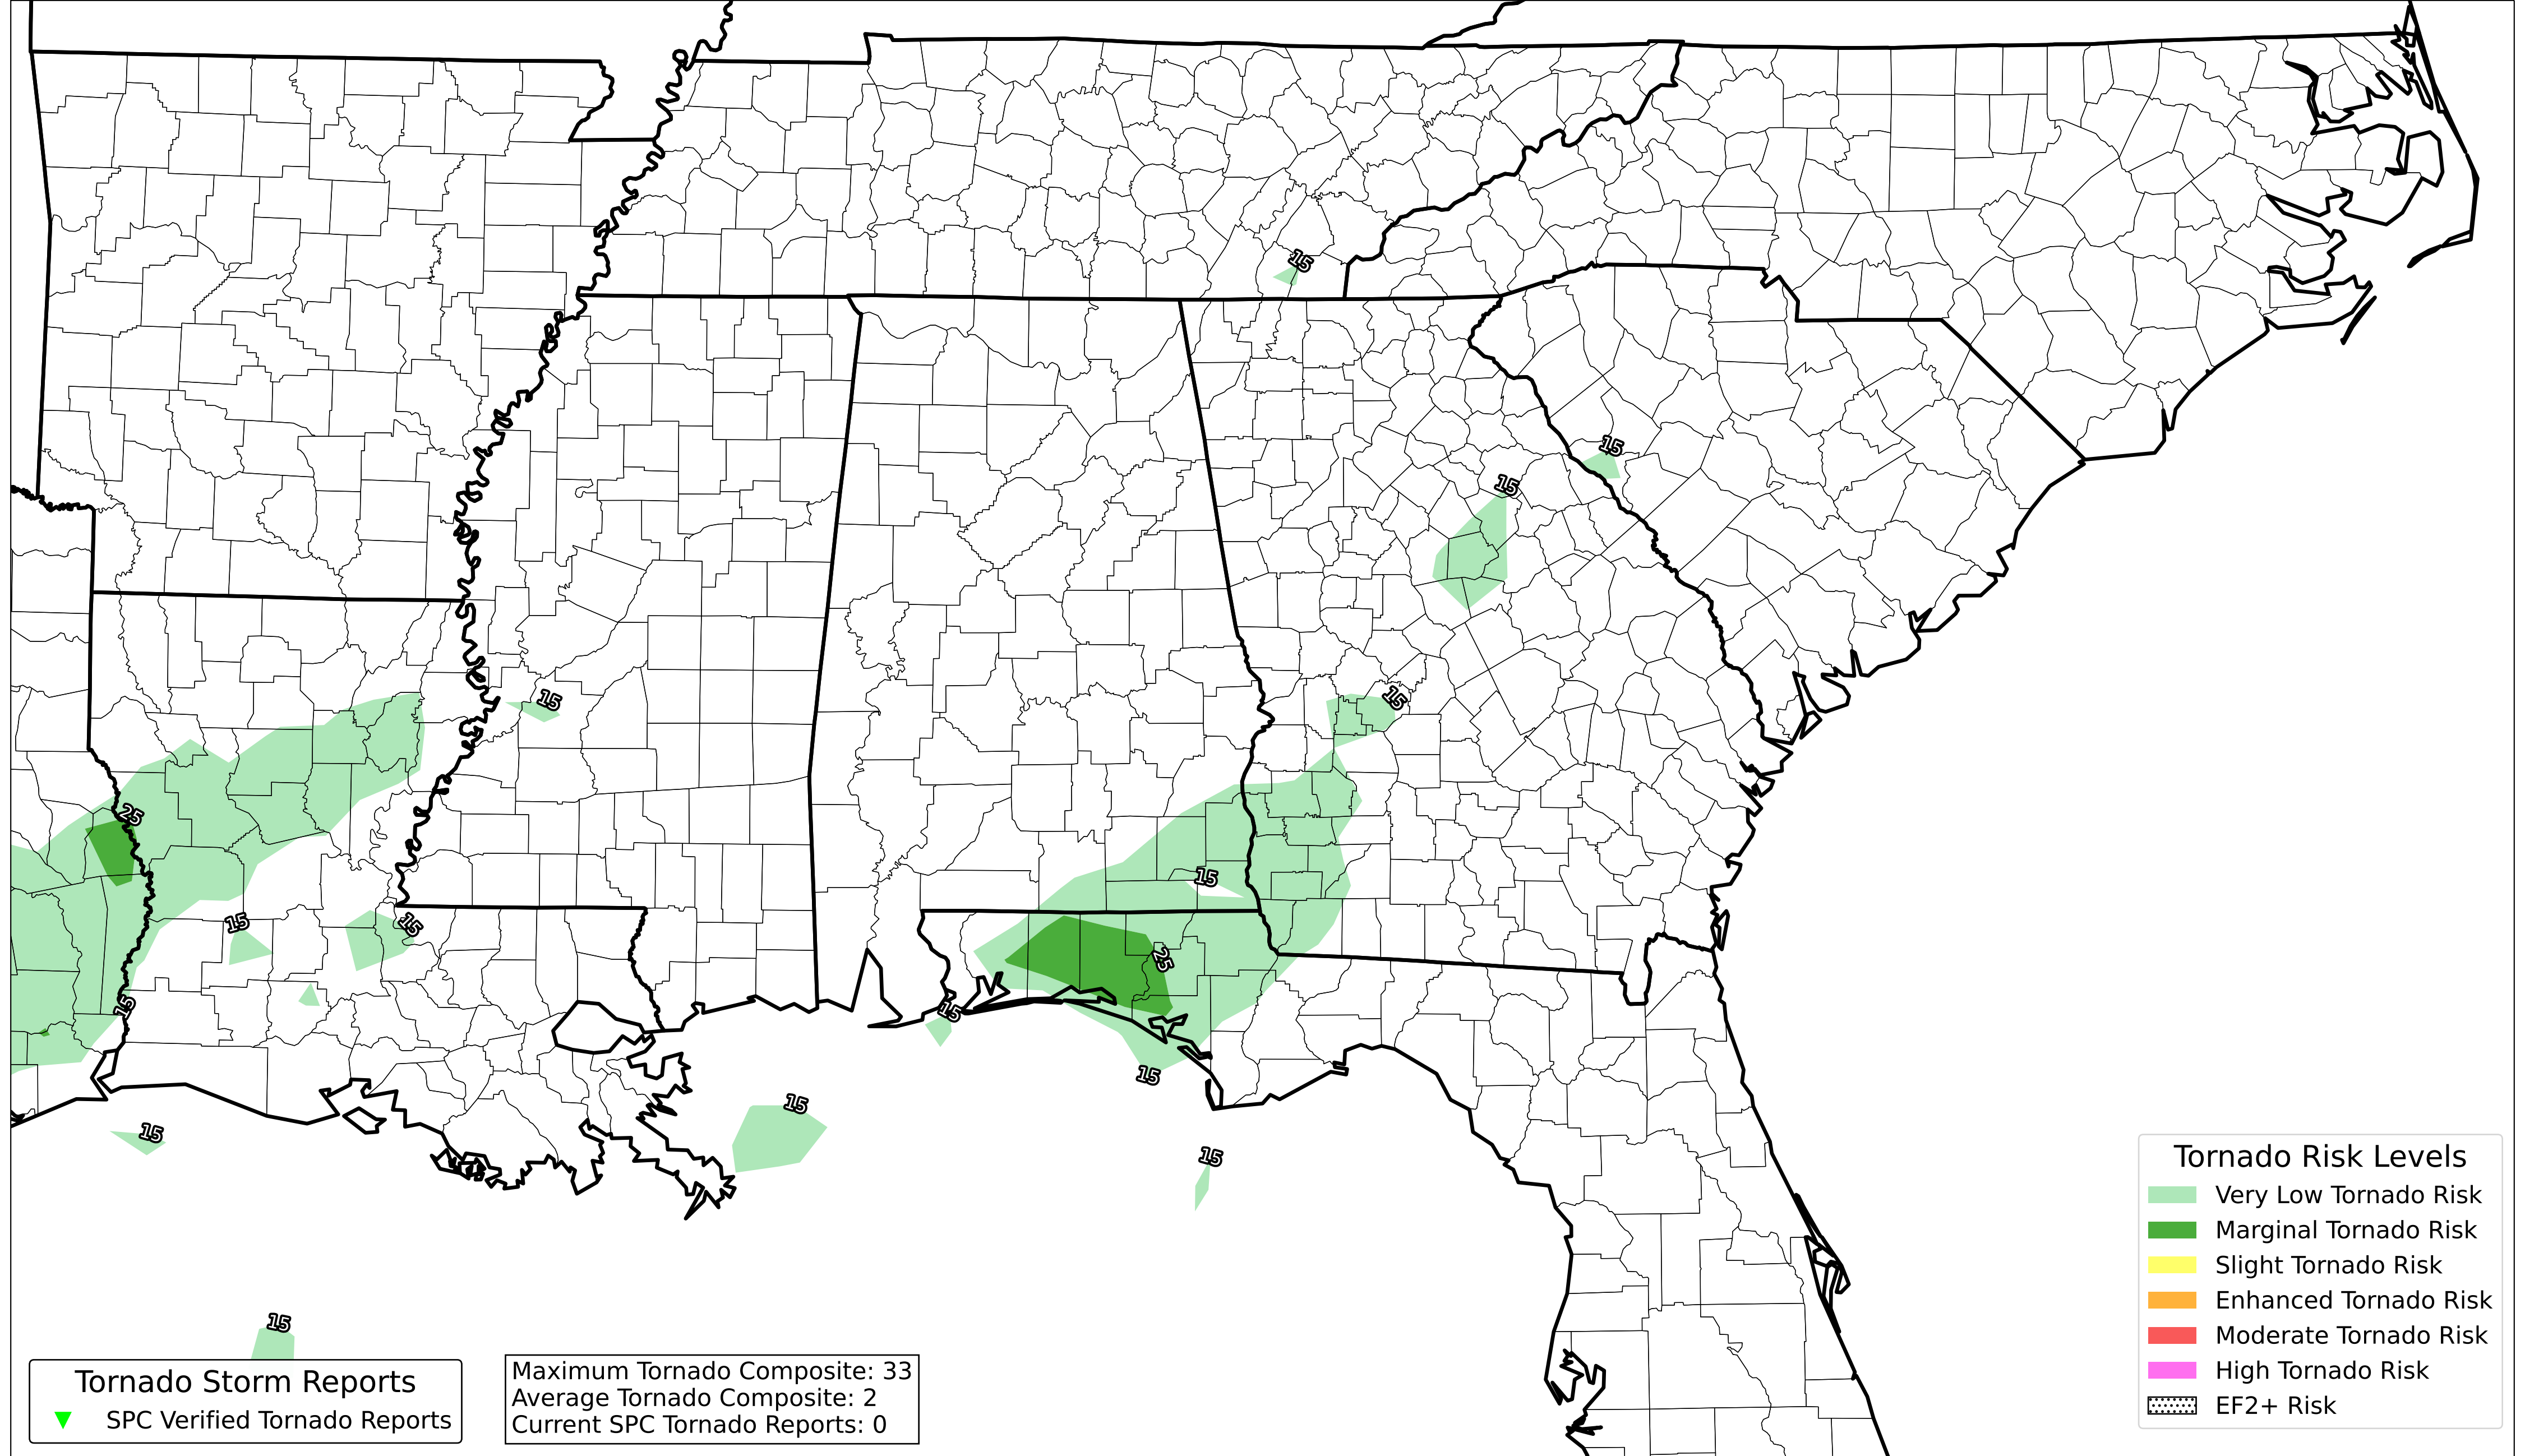 15
15
15
15
15
25
15
15
15
25
15
15
15
15
15
15
15
15
Tornado Risk Levels
Very Low Tornado Risk
Marginal Tornado Risk
Slight Tornado Risk
Enhanced Tornado Risk
Moderate Tornado Risk
High Tornado Risk
EF2+ Risk
Tornado Storm Reports
SPC Verified Tornado Reports
Maximum Tornado Composite: 33
Average Tornado Composite: 2
Current SPC Tornado Reports: 0